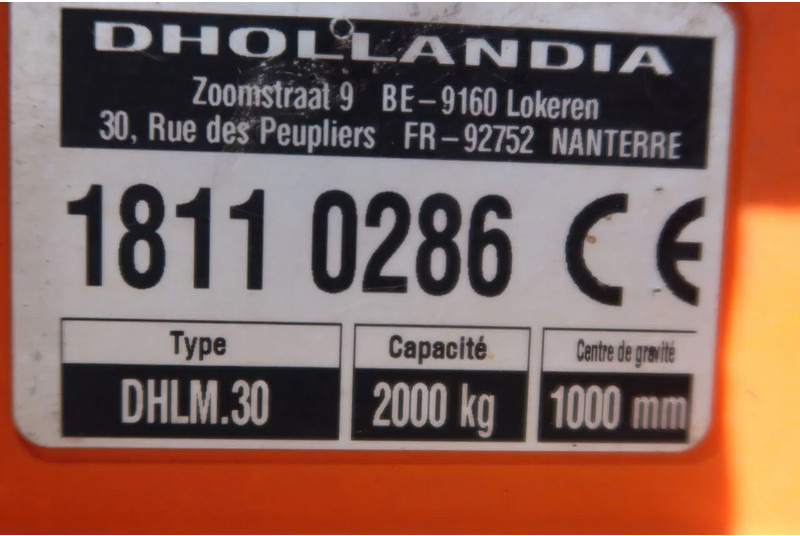 DHOLLANDIA
Zoomstraat 9 BE-9160 Lokeren
30, Rue des Peupliers FR-92752 NANTERRE
1811 0286 CE
Type Capacité Centre de gravité
DHLM.30 2000 kg 1000 mm